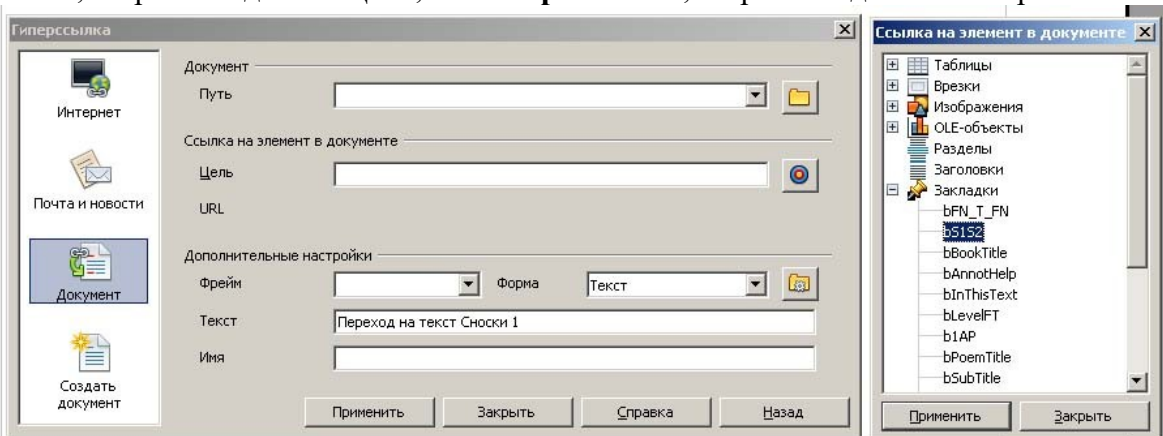 Гиперссылка
Интернет
Почта и новости
Документ
Создать
документ
Документ
Путь
Ссылка на элемент в документе
Цель
URL
Дополнительные настройки
Фрейм
Форма Текст
Текст Переход на текст Сноски 1
Имя
Применить Закрыть Справка Назад
Ссылка на элемент в документе
Таблицы
Врезки
Изображения
OLE-объекты
Разделы
Заголовки
Закладки
bFN_T_FN
bS1S2
bBookTitle
bAnnotHelp
bInThisText
bLevelFT
b1AP
bPoemTitle
bSubTitle
Применить Закрыть